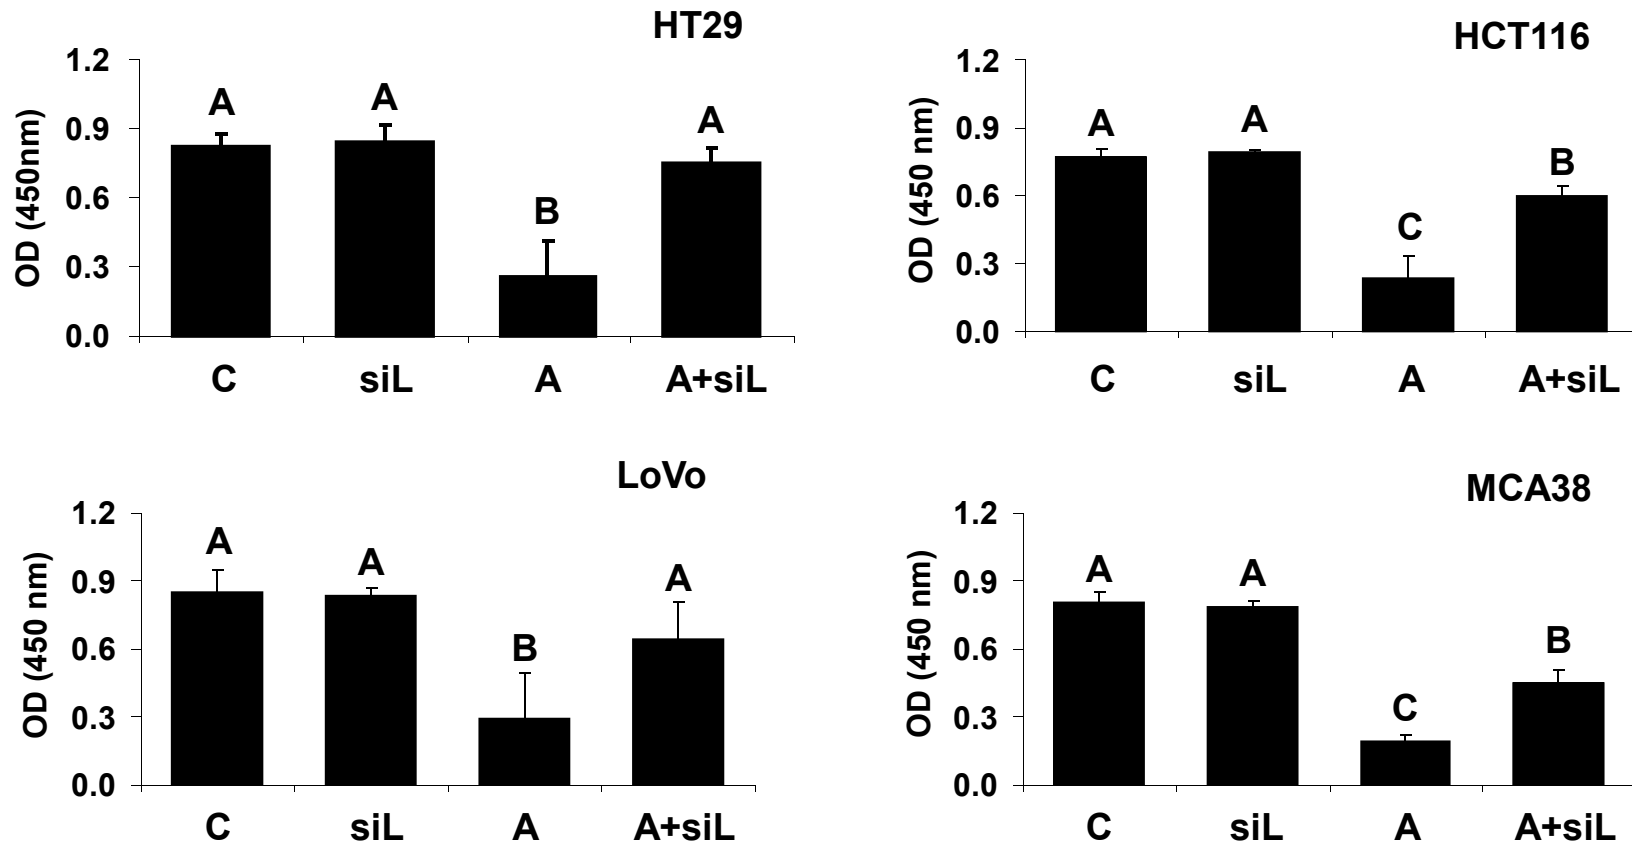 HT29
OD (450nm)
1.2
0.9
0.6
0.3
0.0
A
A
B
A
C
siL
A
A+siL
HCT116
OD (450 nm)
1.2
0.9
0.6
0.3
0.0
A
A
C
B
C
siL
A
A+siL
LoVo
OD (450 nm)
1.2
0.9
0.6
0.3
0.0
A
A
B
A
C
siL
A
A+siL
MCA38
OD (450 nm)
1.2
0.9
0.6
0.3
0.0
A
A
C
B
C
siL
A
A+siL